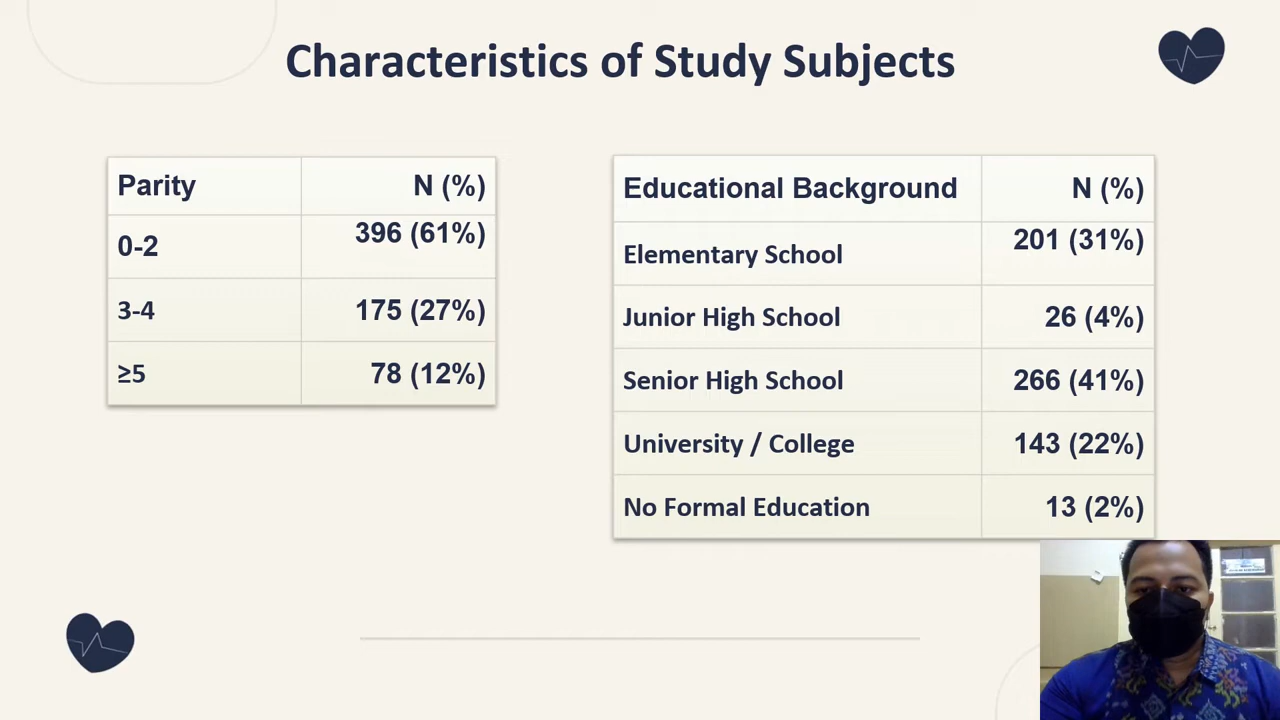 Characteristics of Study Subjects
Parity N (%)
0-2 396 (61%)
3-4 175 (27%)
≥5 78 (12%)
Educational Background N (%)
Elementary School 201 (31%)
Junior High School 26 (4%)
Senior High School 266 (41%)
University / College 143 (22%)
No Formal Education 13 (2%)